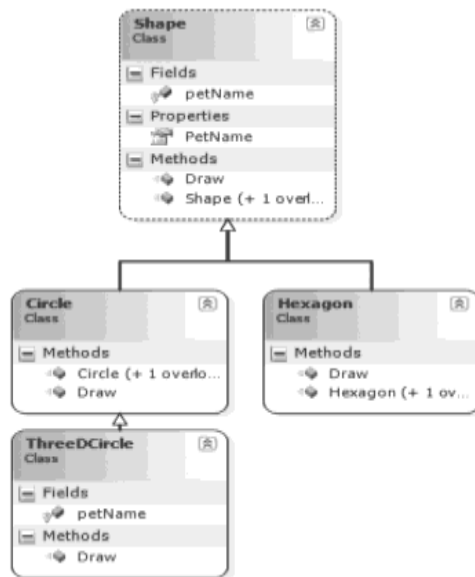 Shape
Class
Fields
petName
Properties
PetName
Methods
Draw
Shape (+ 1 overl...
Circle
Class
Methods
Circle (+ 1 overlo...
Draw
Hexagon
Class
Methods
Draw
Hexagon (+ 1 ov...
ThreeDCircle
Class
Fields
petName
Methods
Draw